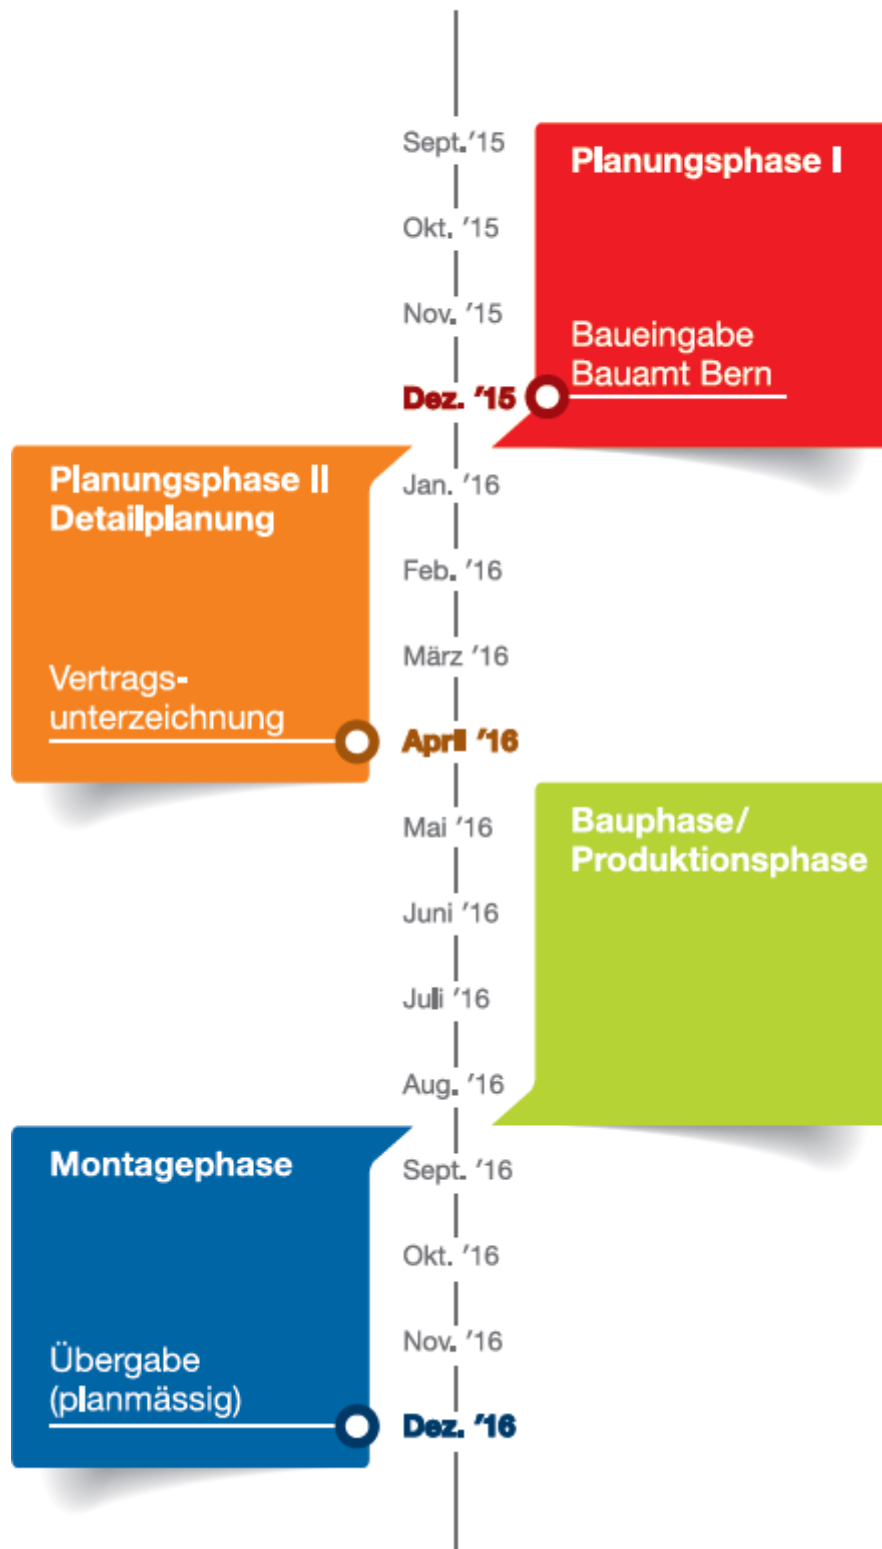 Sept.'15
Planungsphase I
Okt. '15
Nov. '15
Baueingabe
Bauamt Bern
Dez. '15
Planungsphase II
Detailplanung
Jan. '16
Feb. '16
März '16
Vertrags-
unterzeichnung
April '16
Bauphase/
Produktionsphase
Mai '16
Juni '16
Juli '16
Aug. '16
Montagephase
Sept. '16
Okt. '16
Nov. '16
Übergabe
(planmässig)
Dez. '16